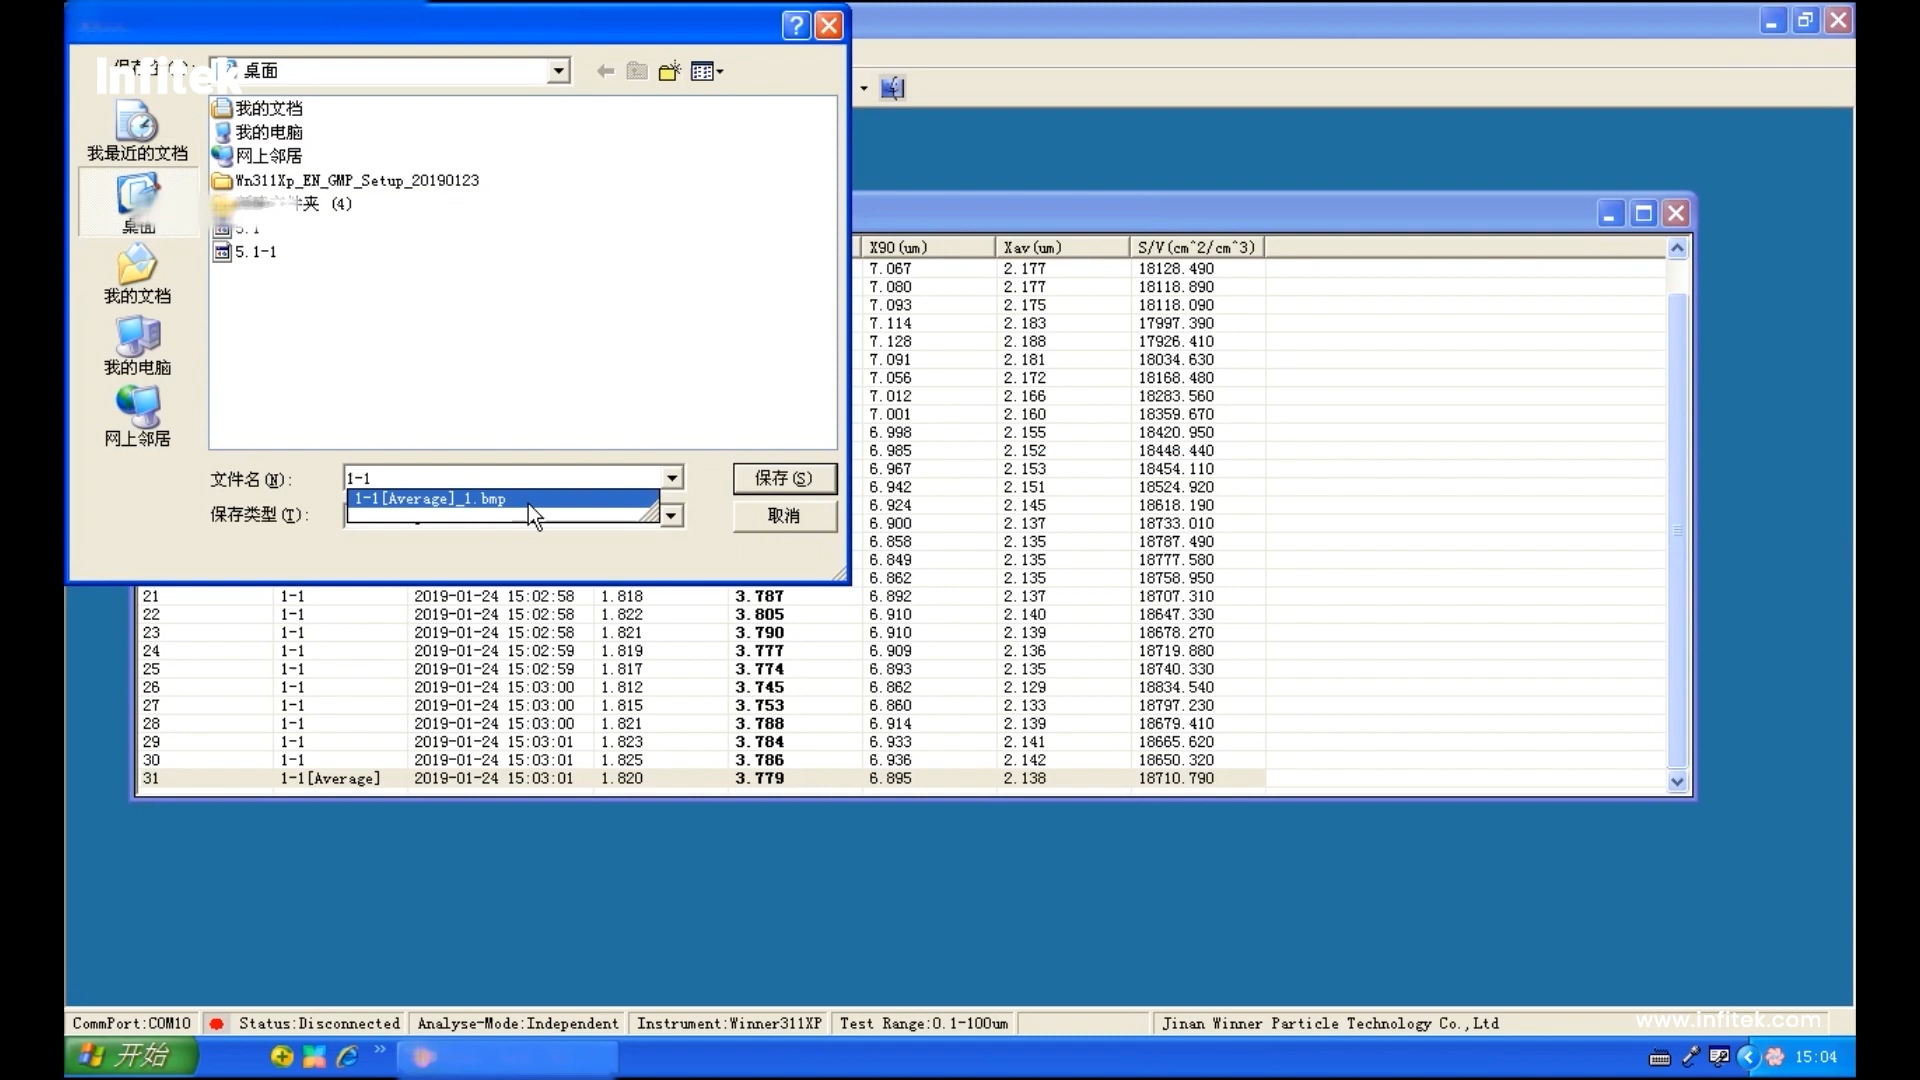 Infitek
桌面
我最近的文档
桌面
我的文档
我的电脑
网上邻居
我的文档
我的电脑
网上邻居
Wn311Xp_EN_GMP_Setup_20190123
夹 (4)
5.1
5.1-1
文件名(N):
1-1
保存(S)
1-1[Average]_1.bmp
保存类型(T):
取消
X90(um) Xav(um) S/V(cm^2/cm^3)
7.067 2.177 18128.490
7.080 2.177 18118.890
7.093 2.175 18118.090
7.114 2.183 17997.390
7.128 2.188 17926.410
7.091 2.181 18034.630
7.056 2.172 18168.480
7.012 2.166 18283.560
7.001 2.160 18359.670
6.998 2.155 18420.950
6.985 2.152 18448.440
6.967 2.153 18454.110
6.942 2.151 18524.920
6.924 2.145 18618.190
6.900 2.137 18733.010
6.858 2.135 18787.490
6.849 2.135 18777.580
6.862 2.135 18758.950
21 1-1 2019-01-24 15:02:58 1.818 3.787 6.892 2.137 18707.310
22 1-1 2019-01-24 15:02:58 1.822 3.805 6.910 2.140 18647.330
23 1-1 2019-01-24 15:02:58 1.821 3.790 6.910 2.139 18678.270
24 1-1 2019-01-24 15:02:59 1.819 3.777 6.909 2.136 18719.880
25 1-1 2019-01-24 15:02:59 1.817 3.774 6.893 2.135 18740.330
26 1-1 2019-01-24 15:03:00 1.812 3.745 6.862 2.129 18834.540
27 1-1 2019-01-24 15:03:00 1.815 3.753 6.860 2.133 18797.230
28 1-1 2019-01-24 15:03:00 1.821 3.788 6.914 2.139 18679.410
29 1-1 2019-01-24 15:03:01 1.823 3.784 6.933 2.141 18665.620
30 1-1 2019-01-24 15:03:01 1.825 3.786 6.936 2.142 18650.320
31 1-1[Average] 2019-01-24 15:03:01 1.820 3.779 6.895 2.138 18710.790
CommPort:COM10 Status:Disconnected Analyse-Mode:Independent Instrument:Winner311XP Test Range:0.1-100um Jinan Winner Particle Technology Co.,Ltd
www.infitek.com
开始
15:04